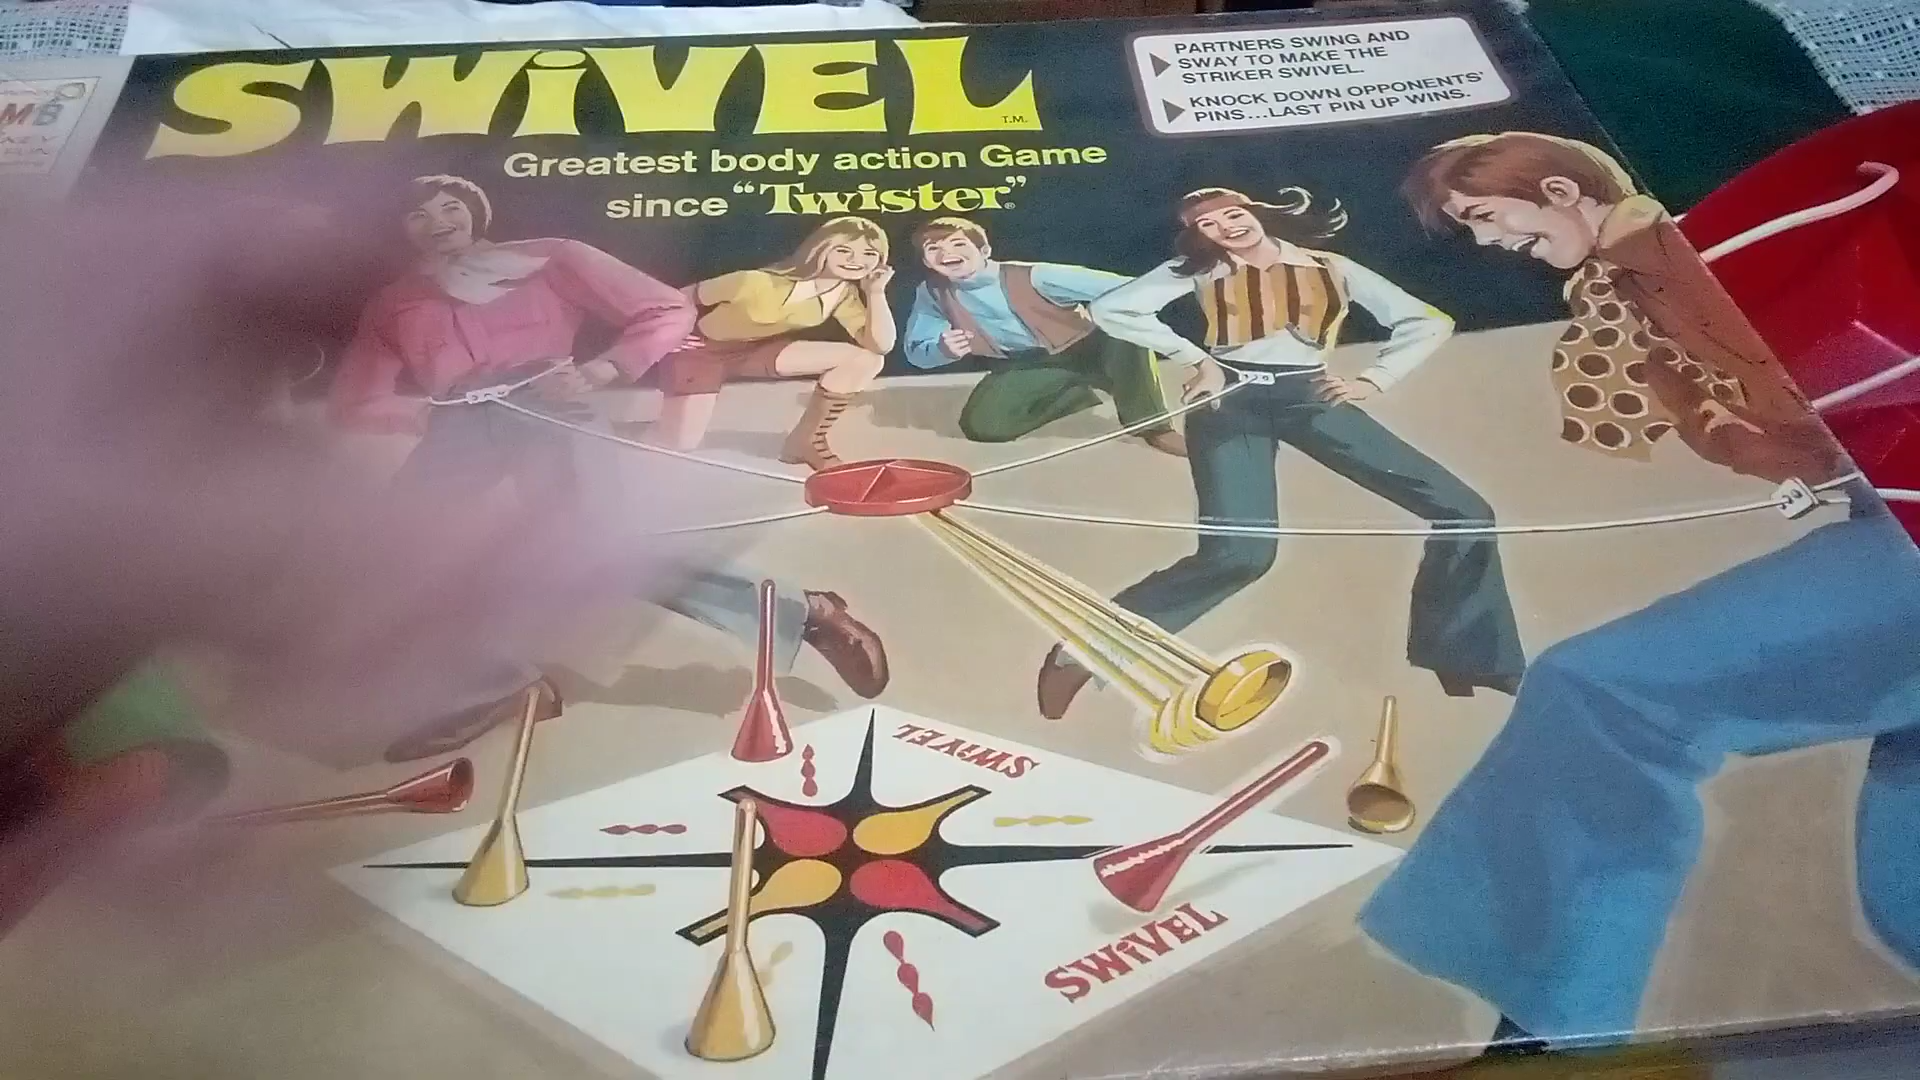 SWiVEL T.M.
Greatest body action Game
since "Twister"®
PARTNERS SWING AND
SWAY TO MAKE THE
STRIKER SWIVEL.
KNOCK DOWN OPPONENTS'
PINS...LAST PIN UP WINS.
MB
SWiVEL
SWiVEL